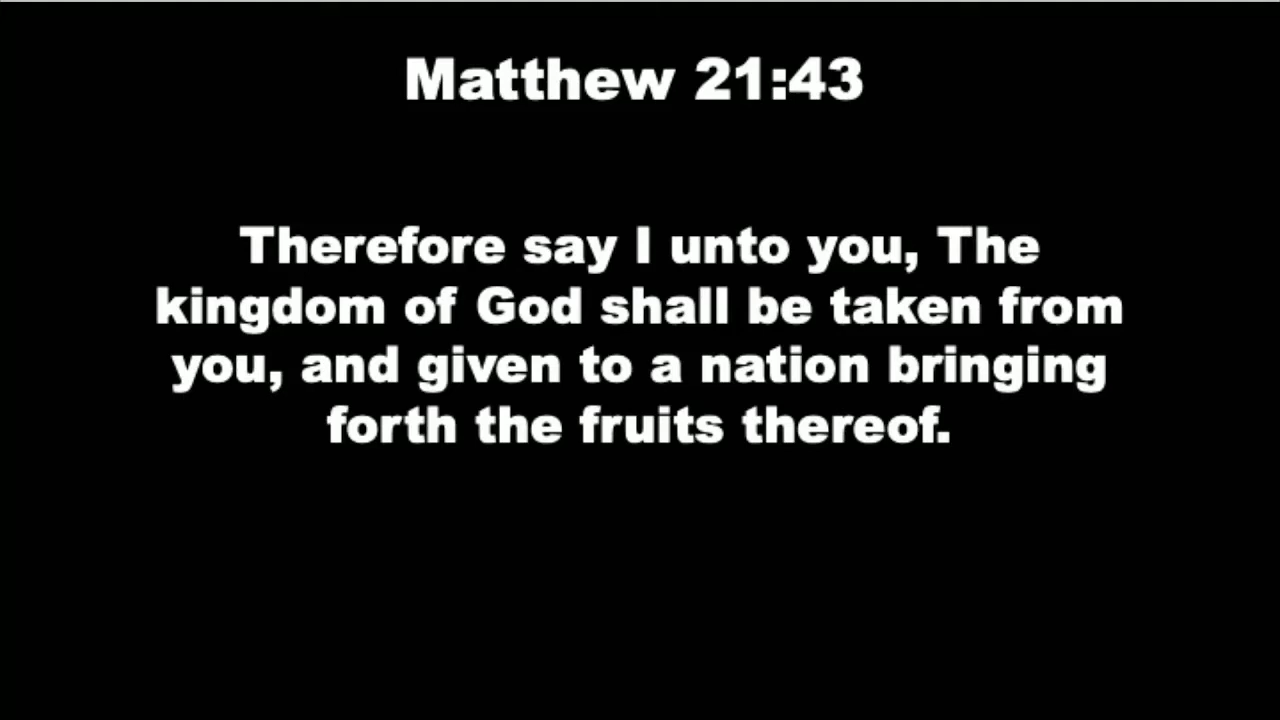 Matthew 21:43
Therefore say I unto you, The
kingdom of God shall be taken from
you, and given to a nation bringing
forth the fruits thereof.